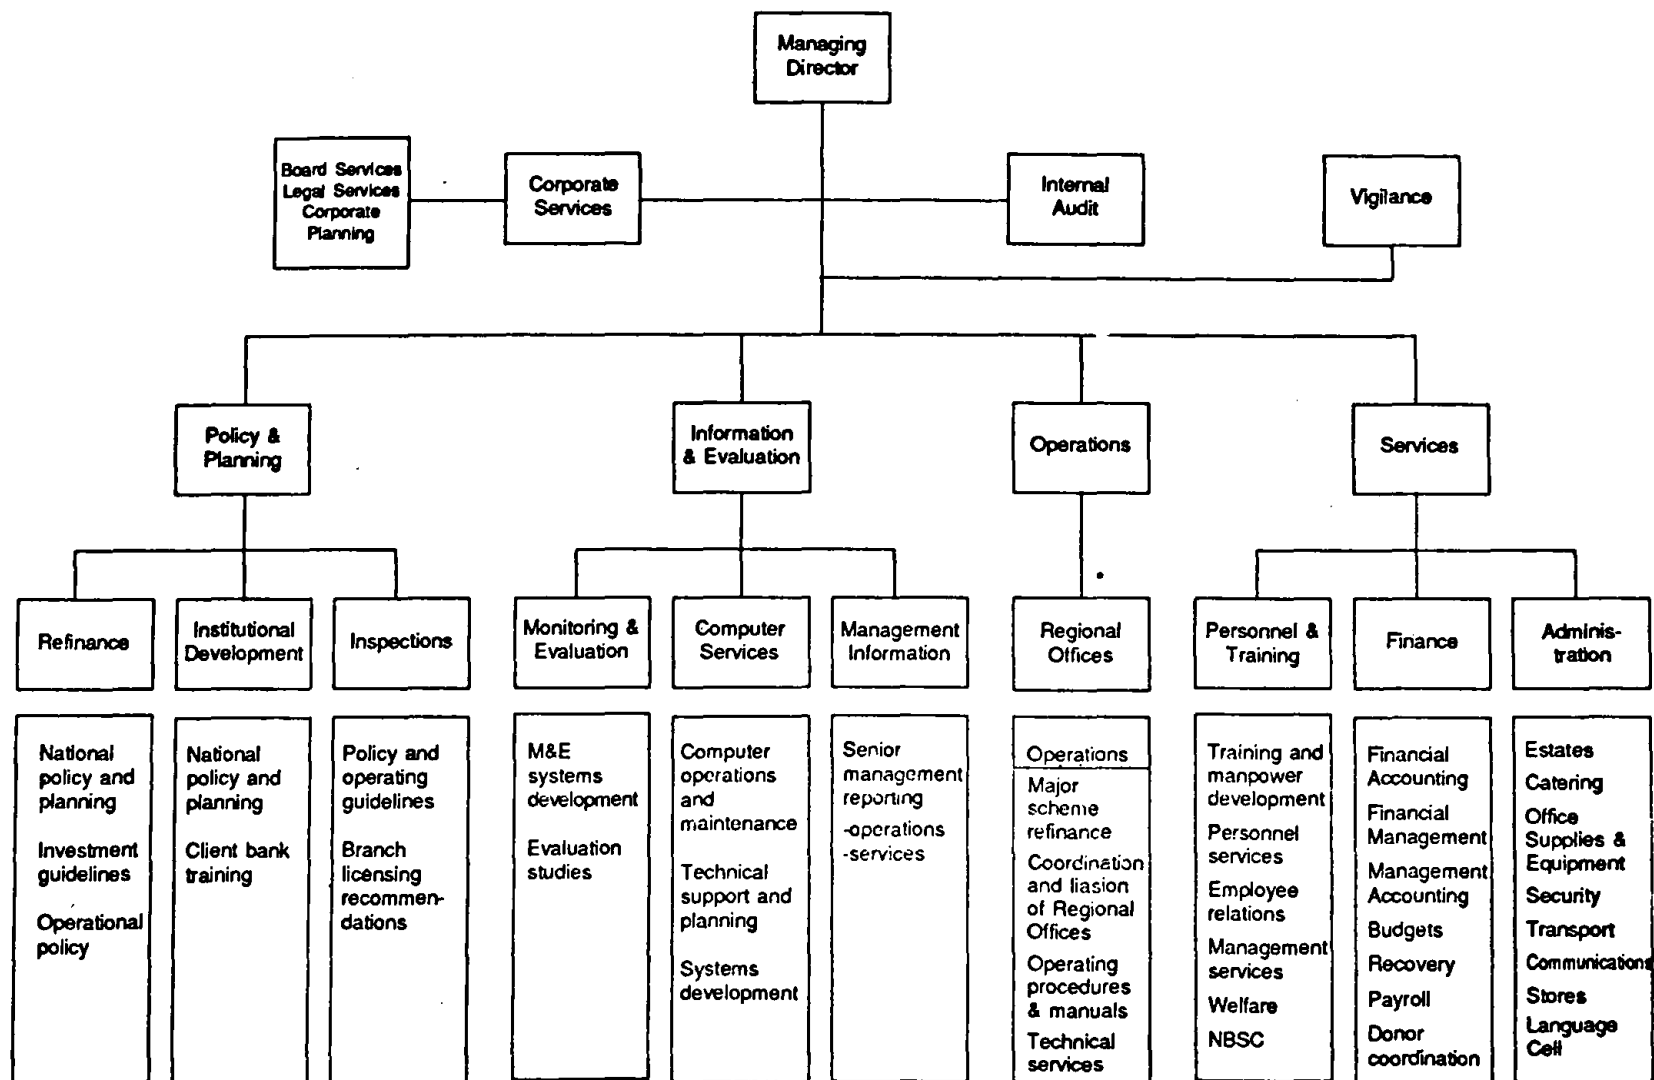 Managing
Director
Board Services
Legal Services
Corporate
Planning
Corporate
Services
Internal
Audit
Vigilance
Policy &
Planning
Information
& Evaluation
Operations
Services
Refinance
Institutional
Development
Inspections
Monitoring &
Evaluation
Computer
Services
Management
Information
Regional
Offices
Personnel &
Training
Finance
Adminis-
tration
National
policy and
planning
Investment
guidelines
Operational
policy
National
policy and
planning
Client bank
training
Policy and
operating
guidelines
Branch
licensing
recommen-
dations
M&E
systems
development
Evaluation
studies
Computer
operations
and
maintenance
Technical
support and
planning
Systems
development
Senior
management
reporting
-operations
-services
Operations
Major
scheme
refinance
Coordination
and liasion
of Regional
Offices
Operating
procedures
& manuals
Technical
services
Training and
manpower
development
Personnel
services
Employee
relations
Management
services
Welfare
NBSC
Financial
Accounting
Financial
Management
Management
Accounting
Budgets
Recovery
Payroll
Donor
coordination
Estates
Catering
Office
Supplies &
Equipment
Security
Transport
Communications
Stores
Language
Cell